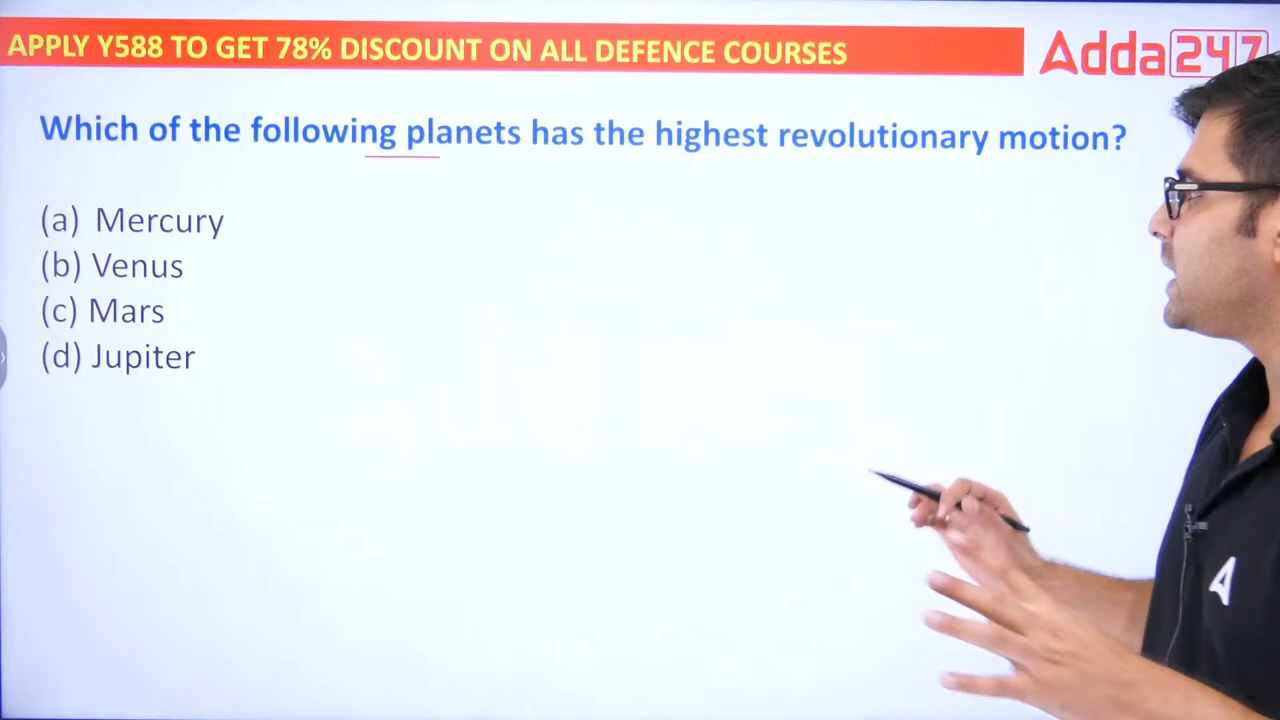 APPLY Y588 TO GET 78% DISCOUNT ON ALL DEFENCE COURSES
Adda247
Which of the following planets has the highest revolutionary motion?
(a) Mercury
(b) Venus
(c) Mars
(d) Jupiter